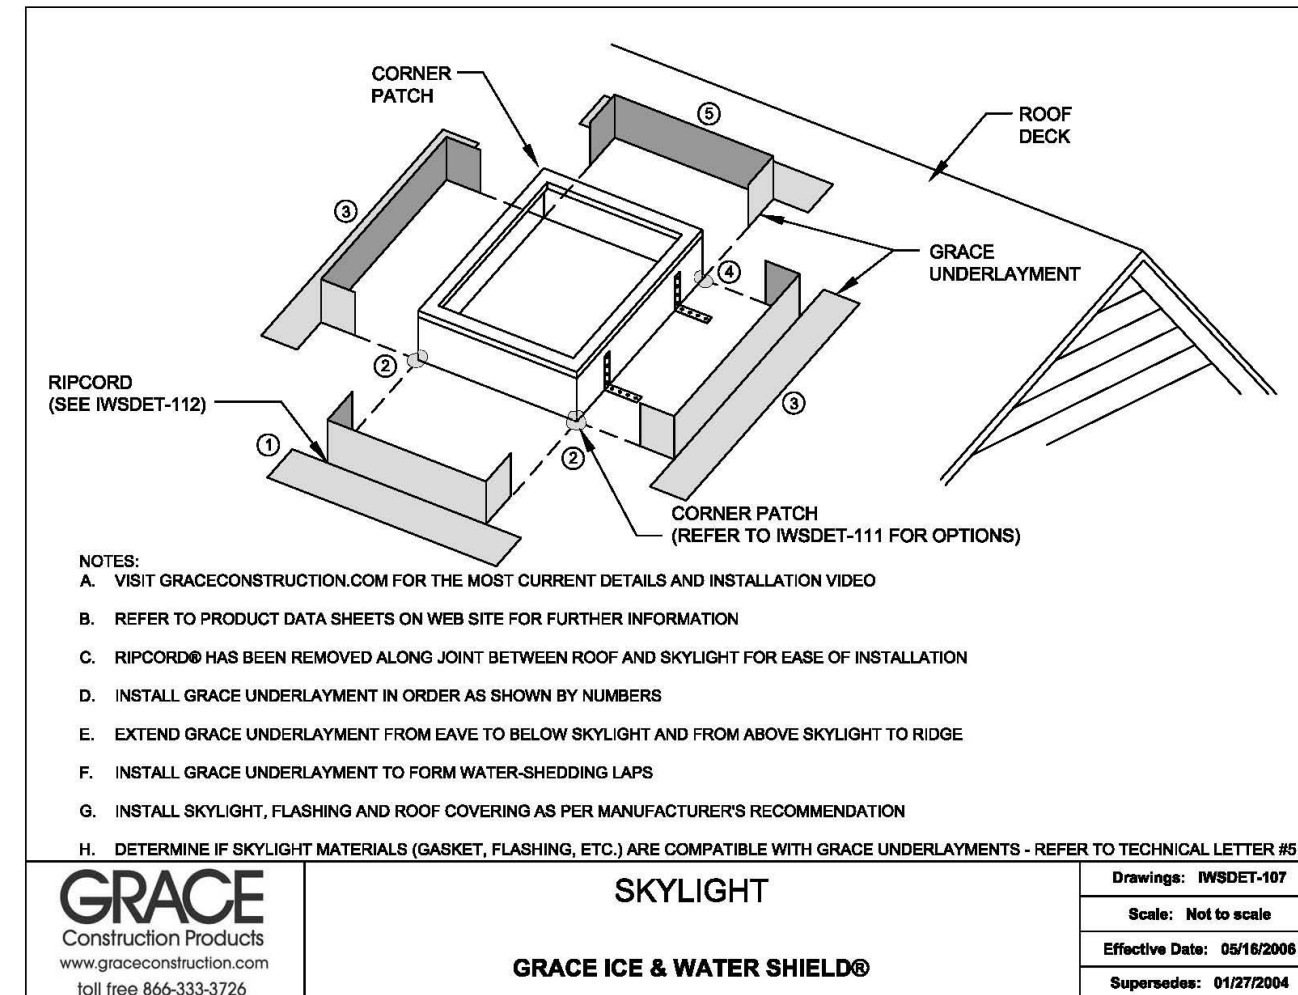 CORNER
PATCH
⑤
ROOF
DECK
③
GRACE
UNDERLAYMENT
④
②
RIPCORD
(SEE IWSDET-112)
③
①
②
CORNER PATCH
(REFER TO IWSDET-111 FOR OPTIONS)
NOTES:
A. VISIT GRACECONSTRUCTION.COM FOR THE MOST CURRENT DETAILS AND INSTALLATION VIDEO
B. REFER TO PRODUCT DATA SHEETS ON WEB SITE FOR FURTHER INFORMATION
C. RIPCORD® HAS BEEN REMOVED ALONG JOINT BETWEEN ROOF AND SKYLIGHT FOR EASE OF INSTALLATION
D. INSTALL GRACE UNDERLAYMENT IN ORDER AS SHOWN BY NUMBERS
E. EXTEND GRACE UNDERLAYMENT FROM EAVE TO BELOW SKYLIGHT AND FROM ABOVE SKYLIGHT TO RIDGE
F. INSTALL GRACE UNDERLAYMENT TO FORM WATER-SHEDDING LAPS
G. INSTALL SKYLIGHT, FLASHING AND ROOF COVERING AS PER MANUFACTURER'S RECOMMENDATION
H. DETERMINE IF SKYLIGHT MATERIALS (GASKET, FLASHING, ETC.) ARE COMPATIBLE WITH GRACE UNDERLAYMENTS - REFER TO TECHNICAL LETTER #5
GRACE
Construction Products
www.graceconstruction.com
toll free 866-333-3726
SKYLIGHT
GRACE ICE & WATER SHIELD®
Drawings: IWSDET-107
Scale: Not to scale
Effective Date: 05/16/2006
Supersedes: 01/27/2004